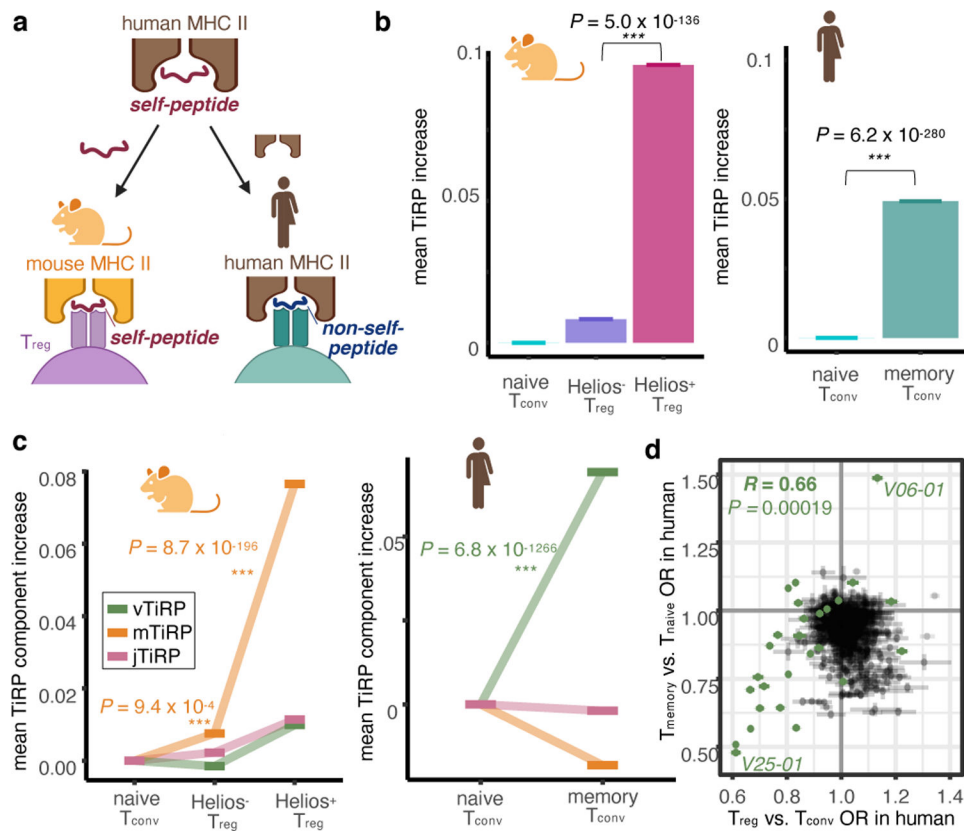 a
human MHC II
self-peptide
mouse MHC II
human MHC II
Treg
self-peptide
non-self-
peptide
b
mean TiRP increase
0.1
0.05
0
P = 5.0 x 10-136
***
naive
Tconv
Helios-
Treg
Helios+
Treg
mean TiRP increase
0.1
0.05
0
P = 6.2 x 10-280
***
naive
Tconv
memory
Tconv
c
mean TiRP component increase
0.08
0.06
0.04
0.02
0.00
P = 8.7 x 10-196
***
vTiRP
mTiRP
jTiRP
P = 9.4 x 10-4
***
naive
Tconv
Helios-
Treg
Helios+
Treg
mean TiRP component increase
.05
0
P = 6.8 x 10-1266
***
naive
Tconv
memory
Tconv
d
Tmemory vs. Tnaive OR in human
1.50
1.25
1.00
0.75
0.50
R = 0.66
P = 0.00019
V06-01
V25-01
0.6 0.8 1.0 1.2 1.4
Treg vs. Tconv OR in human